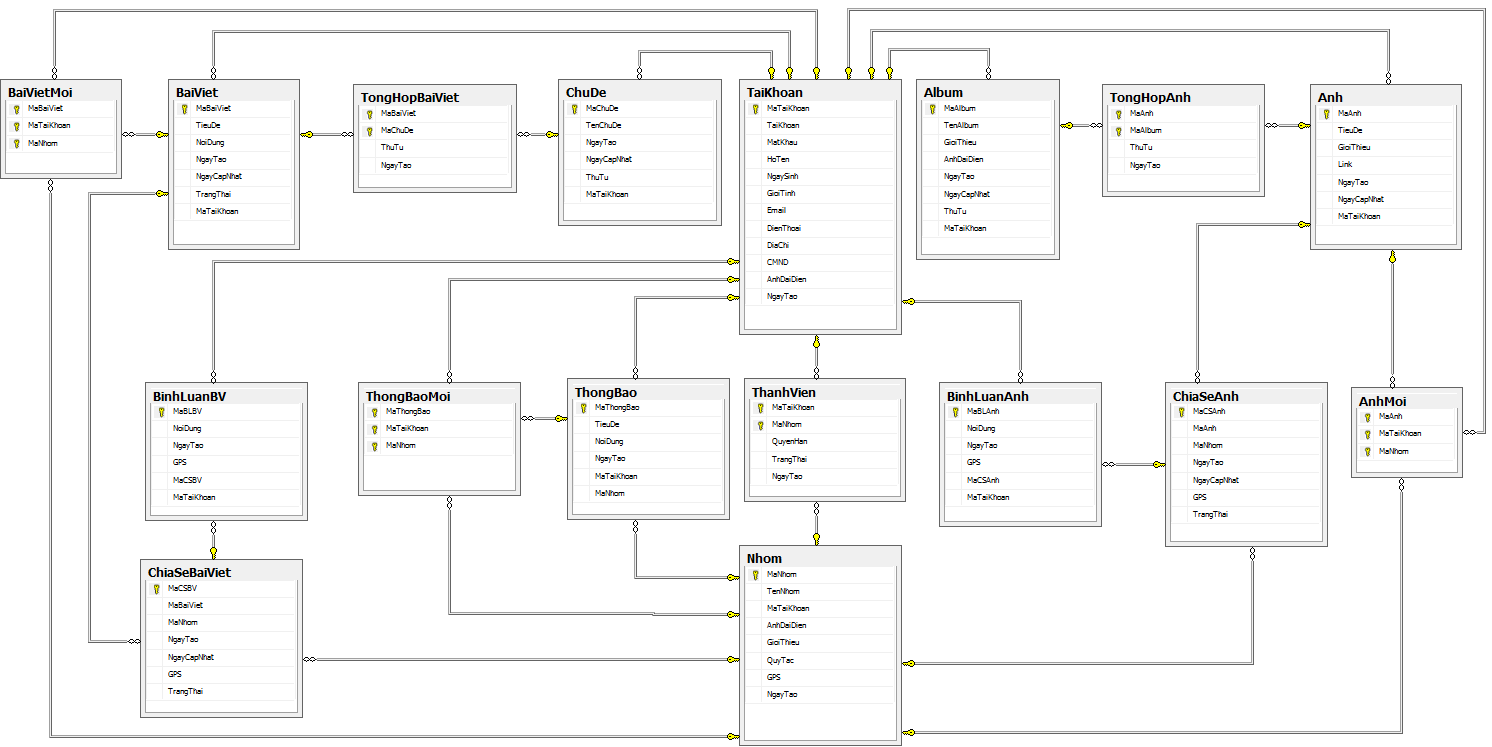 BaiVietMoi
MaBaiViet
MaTaiKhoan
MaNhom
BaiViet
MaBaiViet
TieuDe
NoiDung
NgayTao
NgayCapNhat
TrangThai
MaTaiKhoan
TongHopBaiViet
MaBaiViet
MaChuDe
ThuTu
NgayTao
ChuDe
MaChuDe
TenChuDe
NgayTao
NgayCapNhat
ThuTu
MaTaiKhoan
TaiKhoan
MaTaiKhoan
TaiKhoan
MatKhau
HoTen
NgaySinh
GioiTinh
Email
DienThoai
DiaChi
CMND
AnhDaiDien
NgayTao
Album
MaAlbum
TenAlbum
GioiThieu
AnhDaiDien
NgayTao
NgayCapNhat
ThuTu
MaTaiKhoan
TongHopAnh
MaAnh
MaAlbum
ThuTu
NgayTao
Anh
MaAnh
TieuDe
GioiThieu
Link
NgayTao
NgayCapNhat
MaTaiKhoan
BinhLuanBV
MaBLBV
NoiDung
NgayTao
GPS
MaCSBV
MaTaiKhoan
ThongBaoMoi
MaThongBao
MaTaiKhoan
MaNhom
ThongBao
MaThongBao
TieuDe
NoiDung
NgayTao
MaTaiKhoan
MaNhom
ThanhVien
MaTaiKhoan
MaNhom
QuyenHan
TrangThai
NgayTao
BinhLuanAnh
MaBLAnh
NoiDung
NgayTao
GPS
MaCSAnh
MaTaiKhoan
ChiaSeAnh
MaCSAnh
MaAnh
MaNhom
NgayTao
NgayCapNhat
GPS
TrangThai
AnhMoi
MaAnh
MaTaiKhoan
MaNhom
ChiaSeBaiViet
MaCSBV
MaBaiViet
MaNhom
NgayTao
NgayCapNhat
GPS
TrangThai
Nhom
MaNhom
TenNhom
MaTaiKhoan
AnhDaiDien
GioiThieu
QuyTac
GPS
NgayTao